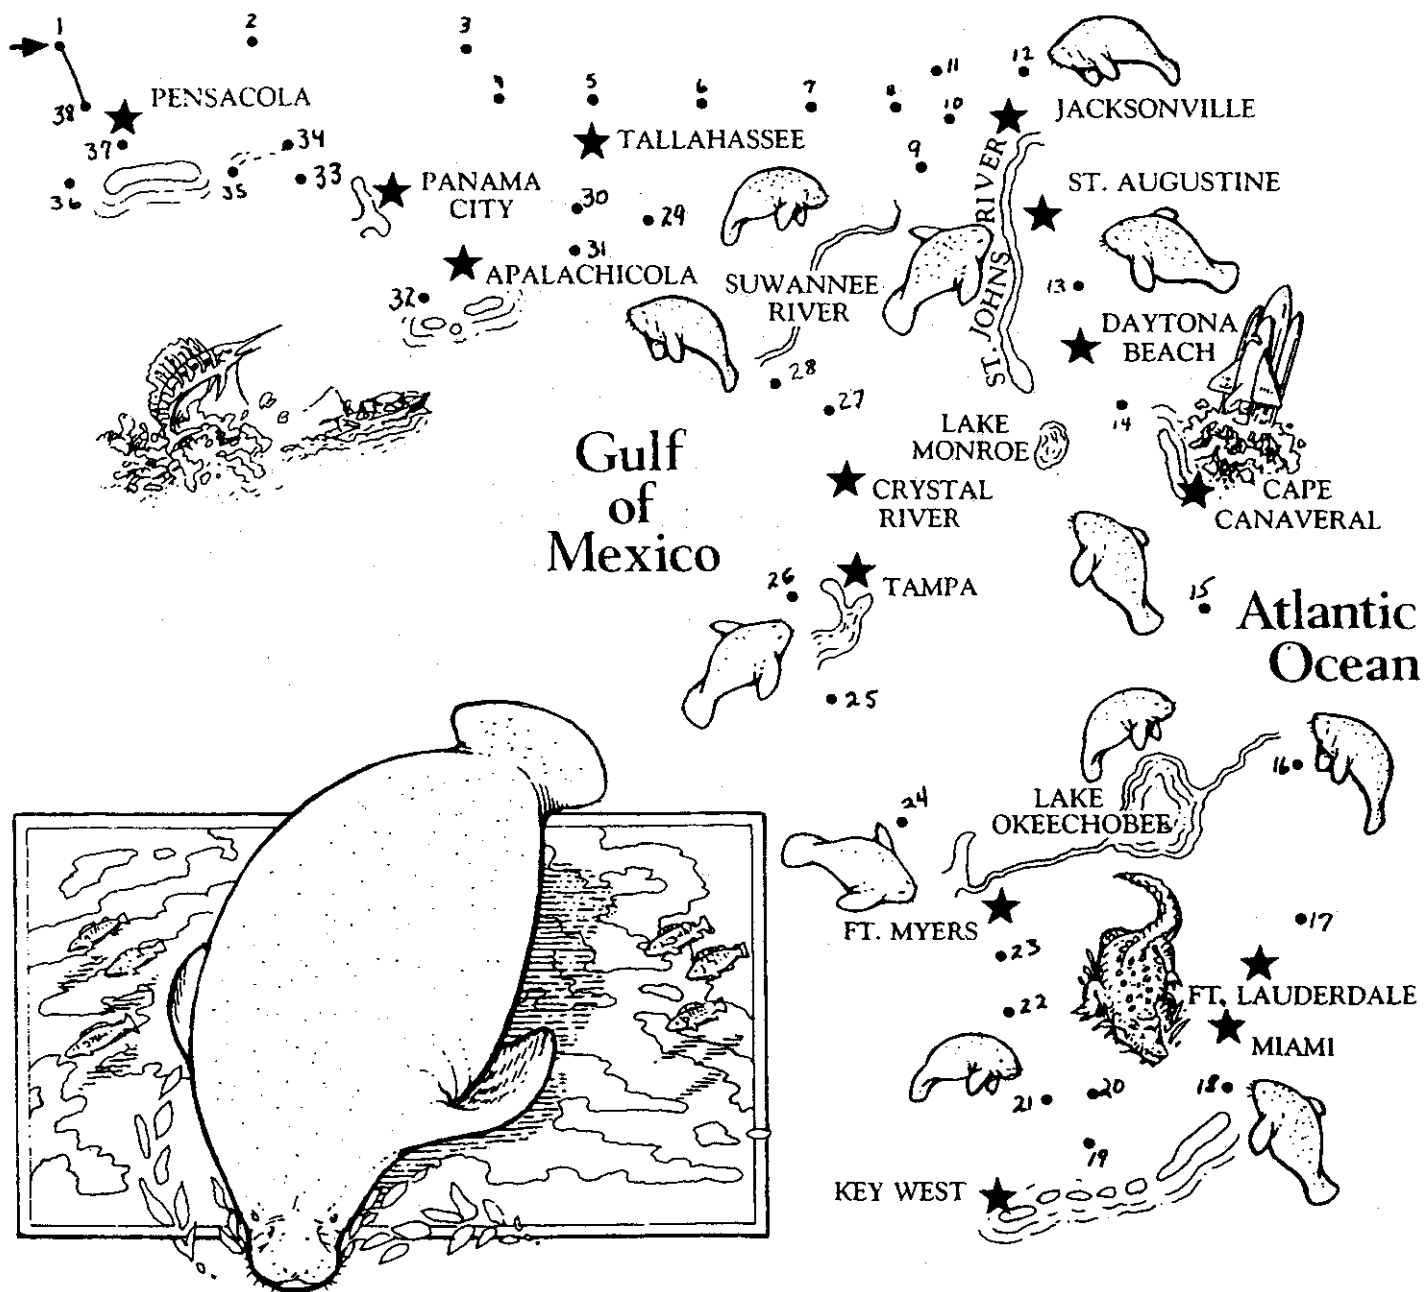 1
2
3
4
5
6
7
8
11
12
10
38
PENSACOLA
TALLAHASSEE
JACKSONVILLE
37
34
9
35
33
36
PANAMA
CITY
30
29
ST. AUGUSTINE
31
APALACHICOLA
32
SUWANNEE
RIVER
ST. JOHNS RIVER
13
DAYTONA
BEACH
28
27
14
LAKE
MONROE
Gulf
of
Mexico
CRYSTAL
RIVER
CAPE
CANAVERAL
26
TAMPA
15
Atlantic
Ocean
25
16
24
LAKE
OKEECHOBEE
FT. MYERS
17
23
22
FT. LAUDERDALE
MIAMI
21
20
18
19
KEY WEST